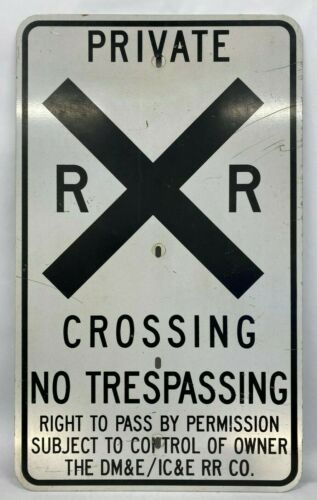 PRIVATE
R R
CROSSING
NO TRESPASSING
RIGHT TO PASS BY PERMISSION
SUBJECT TO CONTROL OF OWNER
THE DM&E/IC&E RR CO.